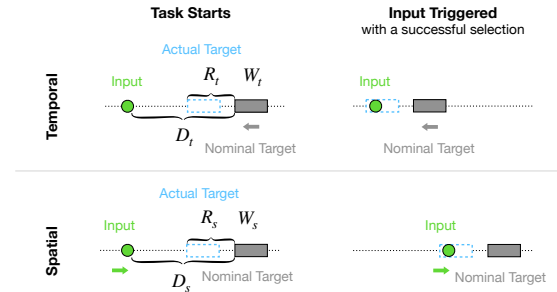 Task Starts
Input Triggered
with a successful selection
Temporal
Actual Target
Input
R_t
W_t
D_t
Nominal Target
Input
Nominal Target
Spatial
Actual Target
Input
R_s
W_s
D_s
Nominal Target
Input
Nominal Target